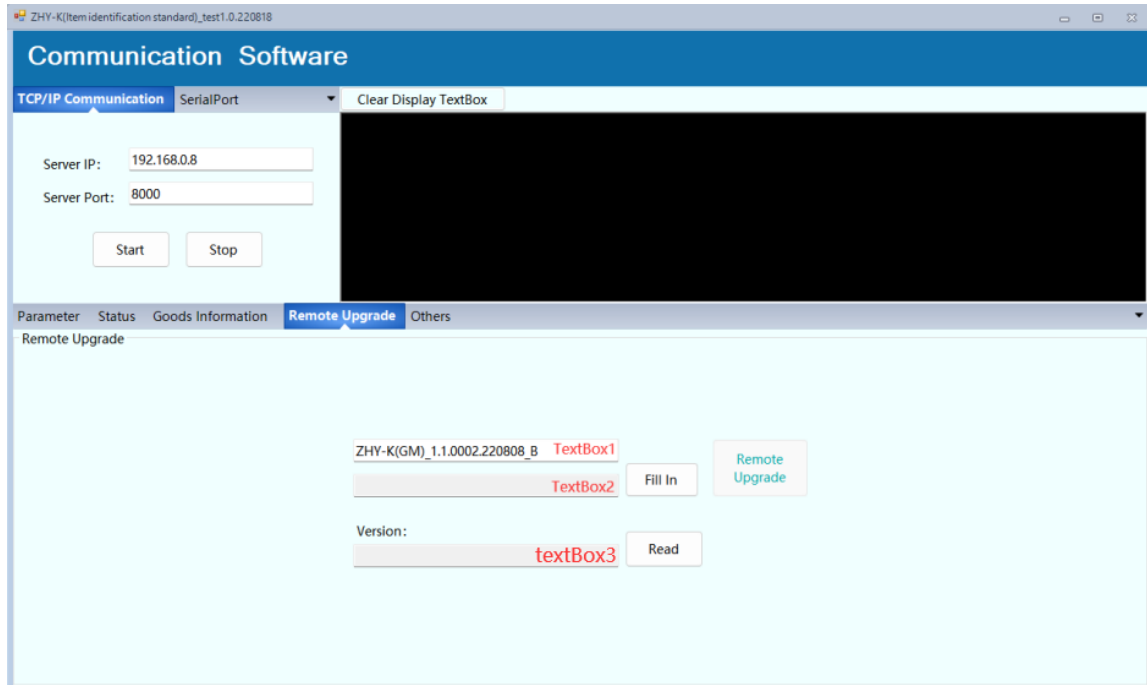 ZHY-K(Item identification standard)_test1.0.220818
Communication Software
TCP/IP Communication SerialPort Clear Display TextBox
Server IP: 192.168.0.8
Server Port: 8000
Start Stop
Parameter Status Goods Information Remote Upgrade Others
Remote Upgrade
ZHY-K(GM)_1.1.0002.220808_B TextBox1
TextBox2
Fill In
Remote
Upgrade
Version:
textBox3
Read